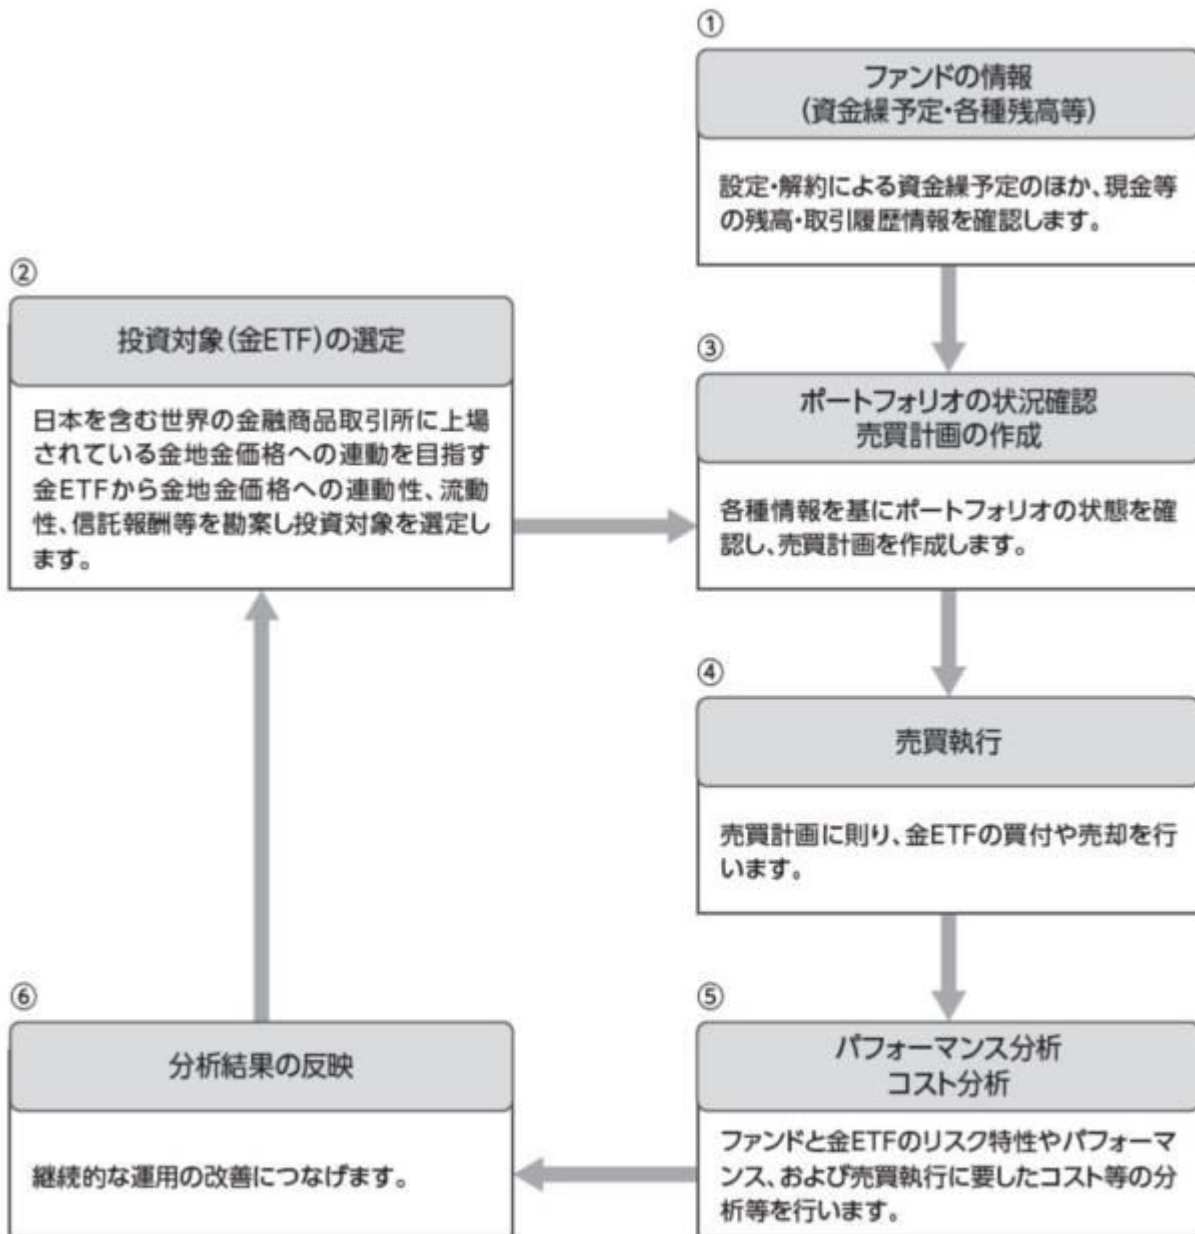 ①
ファンドの情報
(資金繰予定・各種残高等)
設定・解約による資金繰予定のほか、現金等
の残高・取引履歴情報を確認します。
②
投資対象(金ETF)の選定
日本を含む世界の金融商品取引所に上場
されている金地金価格への連動を目指す
金ETFから金地金価格への連動性、流動
性、信託報酬等を勘案し投資対象を選定し
ます。
③
ポートフォリオの状況確認
売買計画の作成
各種情報を基にポートフォリオの状態を確
認し、売買計画を作成します。
④
売買執行
売買計画に則り、金ETFの買付や売却を行
います。
⑤
パフォーマンス分析
コスト分析
ファンドと金ETFのリスク特性やパフォーマ
ンス、および売買執行に要したコスト等の分
析等を行います。
⑥
分析結果の反映
継続的な運用の改善につなげます。